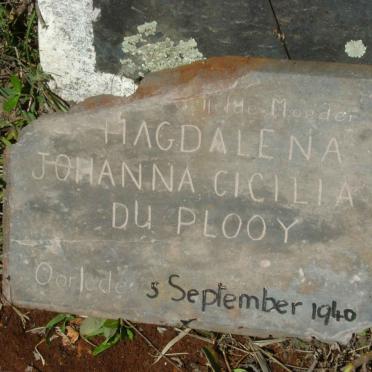 Moeder
MAGDALENA
JOHANNA CICILIA
DU PLOOY
Oorlede 5 September 1940